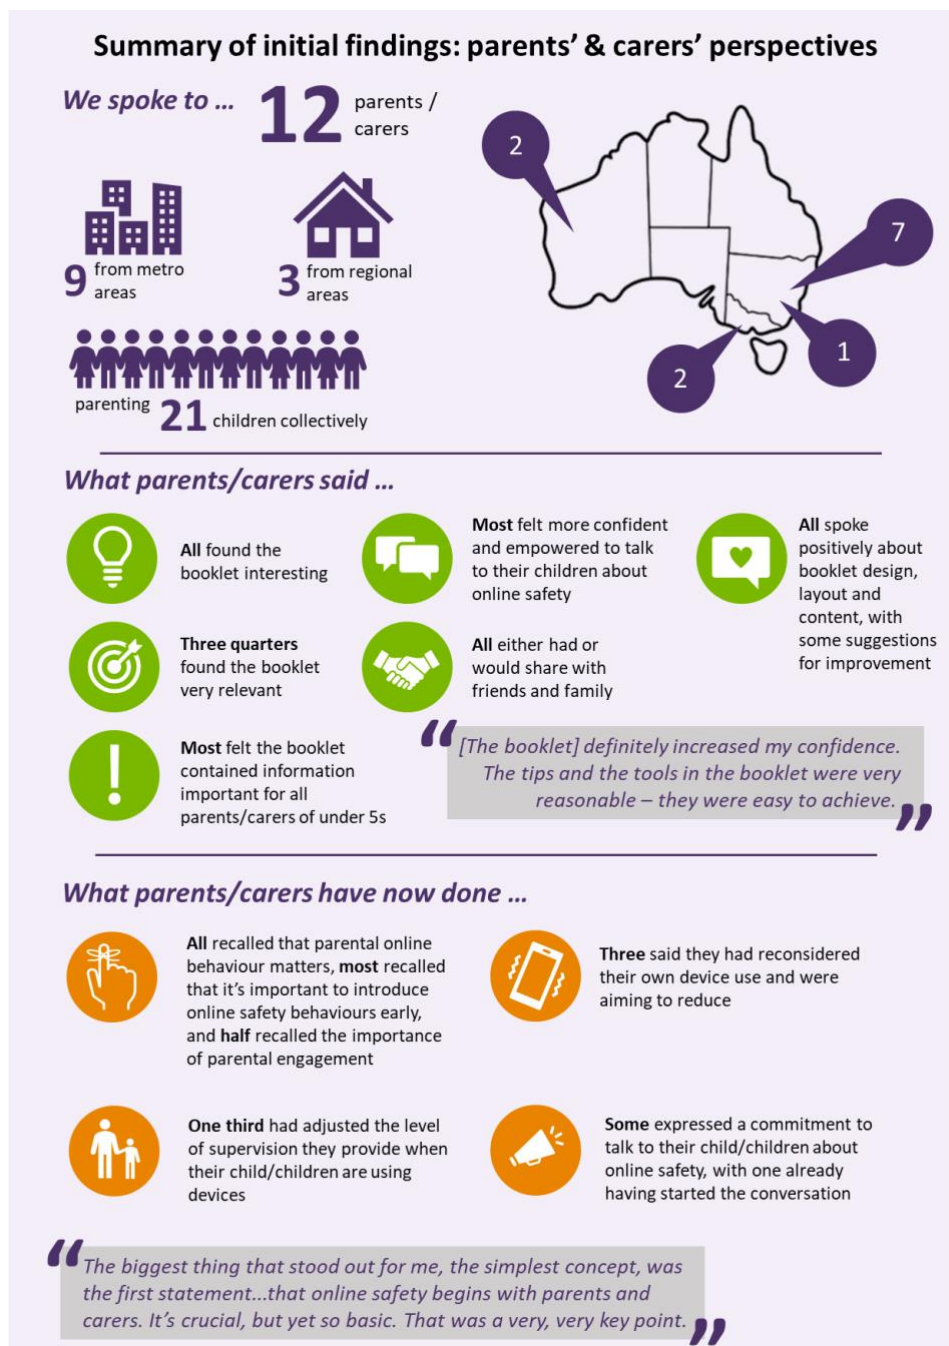 Summary of initial findings: parents' & carers' perspectives
We spoke to ...
12
parents /
carers
9
from metro
areas
3
from regional
areas
parenting
21
children collectively
2
7
1
2
What parents/carers said ...
All found the
booklet interesting
Most felt more confident
and empowered to talk
to their children about
online safety
All spoke
positively about
booklet design,
layout and
content, with
some suggestions
for improvement
Three quarters
found the booklet
very relevant
All either had or
would share with
friends and family
Most felt the booklet
contained information
important for all
parents/carers of under 5s
“[The booklet] definitely increased my confidence.
The tips and the tools in the booklet were very
reasonable – they were easy to achieve.”
What parents/carers have now done ...
All recalled that parental online
behaviour matters, most recalled
that it's important to introduce
online safety behaviours early,
and half recalled the importance
of parental engagement
Three said they had reconsidered
their own device use and were
aiming to reduce
One third had adjusted the level
of supervision they provide when
their child/children are using
devices
Some expressed a commitment to
talk to their child/children about
online safety, with one already
having started the conversation
“The biggest thing that stood out for me, the simplest concept, was
the first statement...that online safety begins with parents and
carers. It's crucial, but yet so basic. That was a very, very key point.”